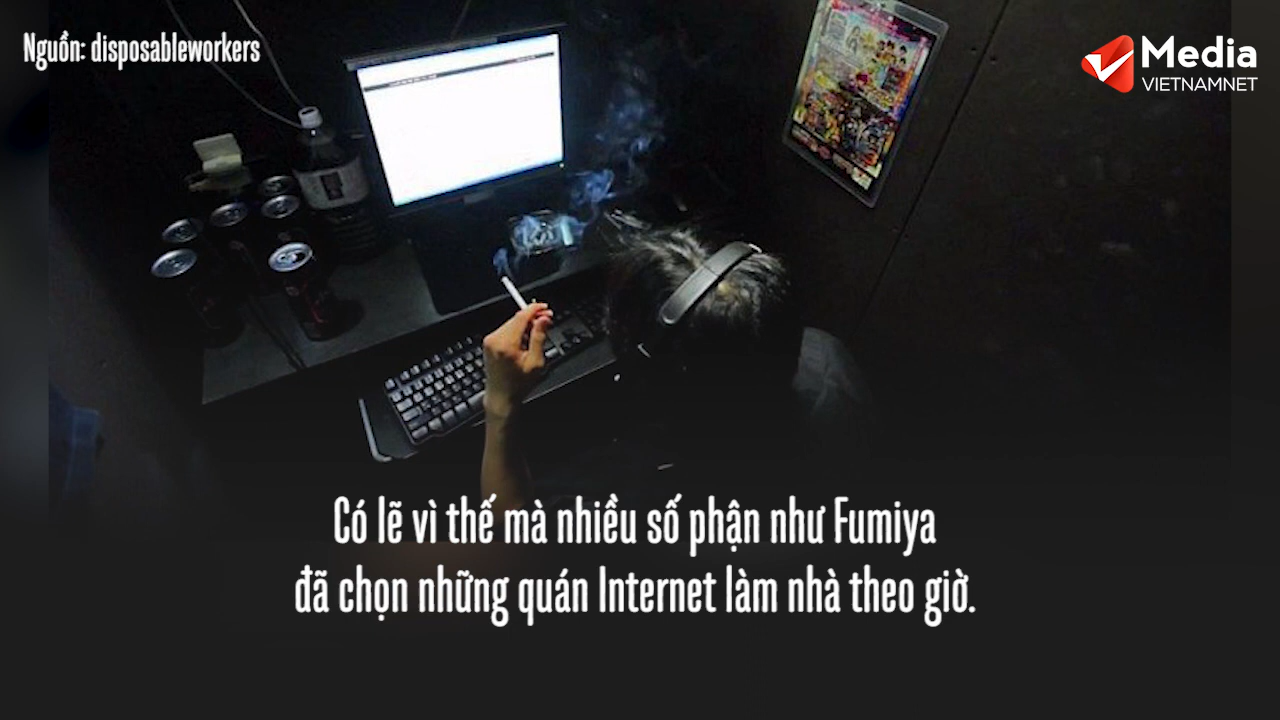 Nguồn: disposableworkers
Media
VIETNAMNET
Có lẽ vì thế mà nhiều số phận như Fumiya
đã chọn những quán Internet làm nhà theo giờ.